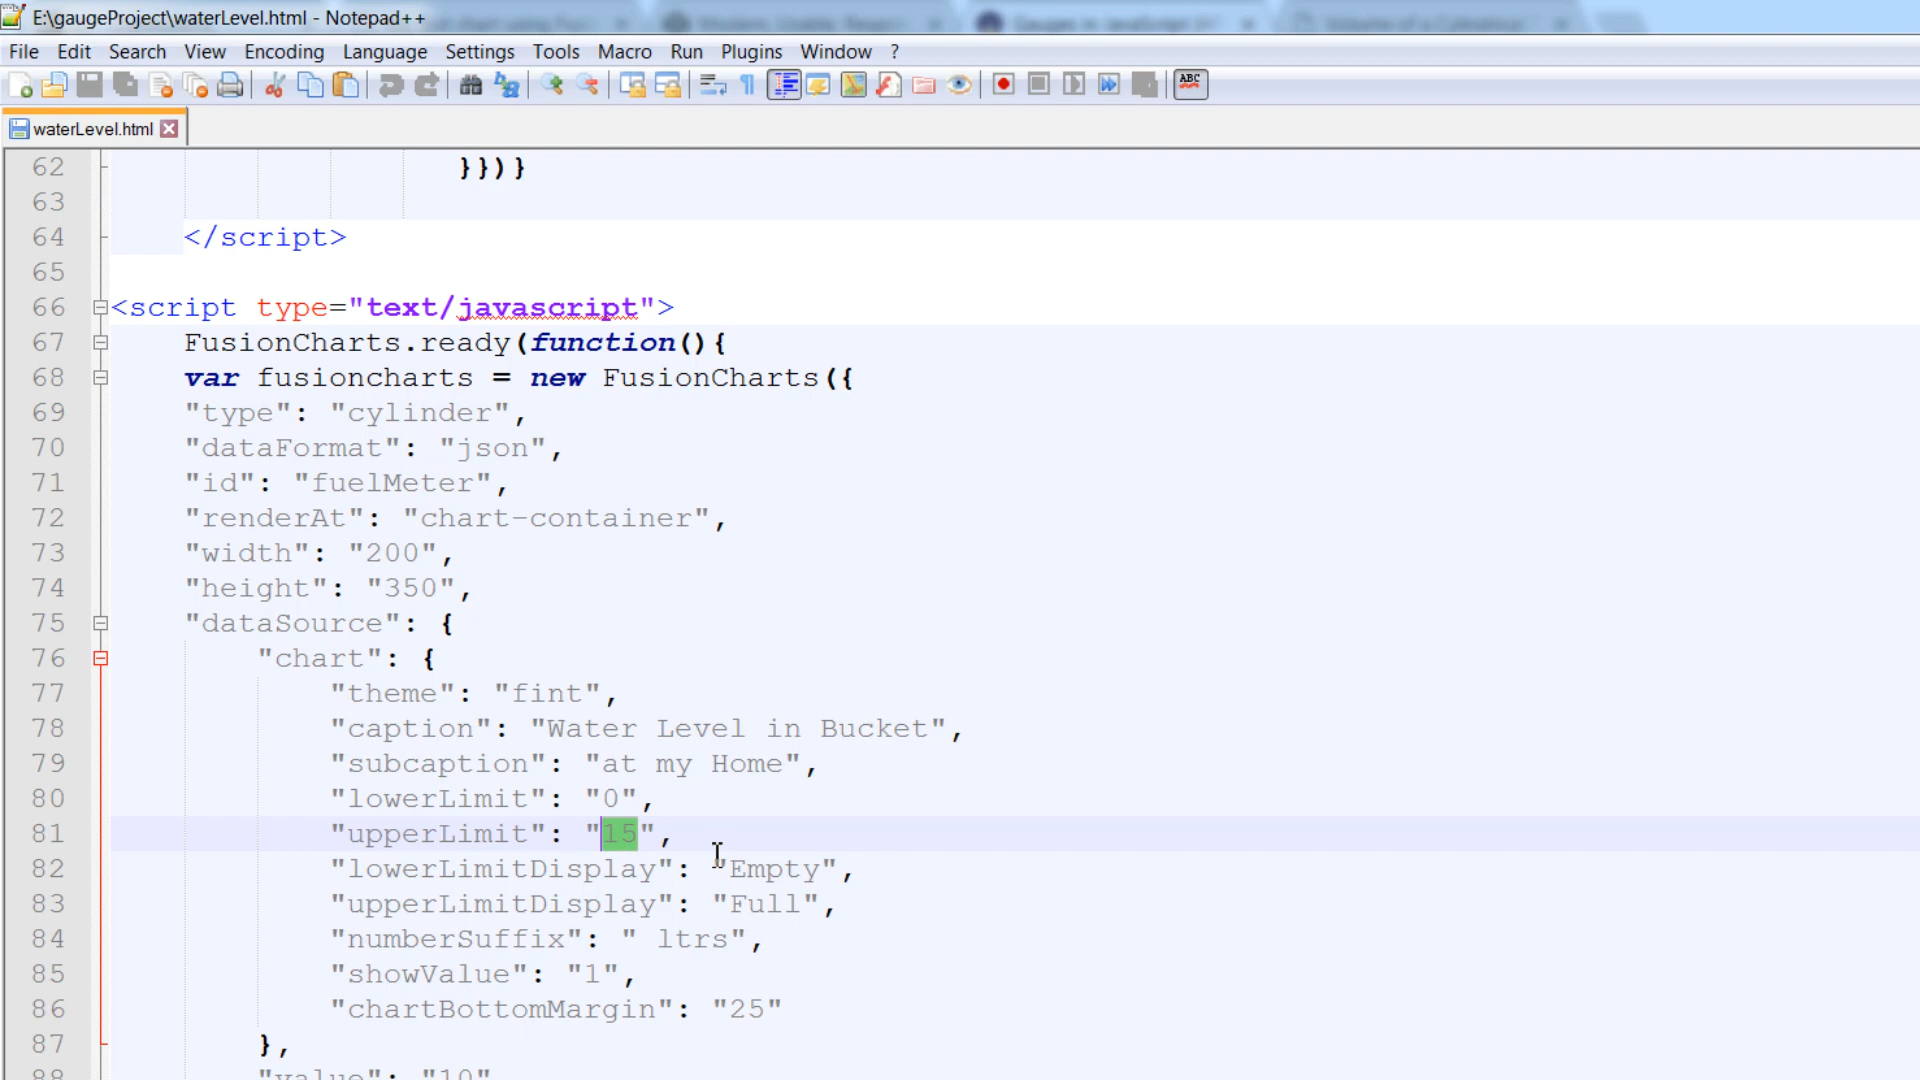 E:\gaugeProject\waterLevel.html - Notepad++
File Edit Search View Encoding Language Settings Tools Macro Run Plugins Window ?
ABC
waterLevel.html
62 }})}
63
64 </script>
65
66 <script type="text/javascript">
67 FusionCharts.ready(function(){
68 var fusioncharts = new FusionCharts({
69 "type": "cylinder",
70 "dataFormat": "json",
71 "id": "fuelMeter",
72 "renderAt": "chart-container",
73 "width": "200",
74 "height": "350",
75 "dataSource": {
76 "chart": {
77 "theme": "fint",
78 "caption": "Water Level in Bucket",
79 "subcaption": "at my Home",
80 "lowerLimit": "0",
81 "upperLimit": "15",
82 "lowerLimitDisplay": "Empty",
83 "upperLimitDisplay": "Full",
84 "numberSuffix": " ltrs",
85 "showValue": "1",
86 "chartBottomMargin": "25"
87 },
88 "value": "10"